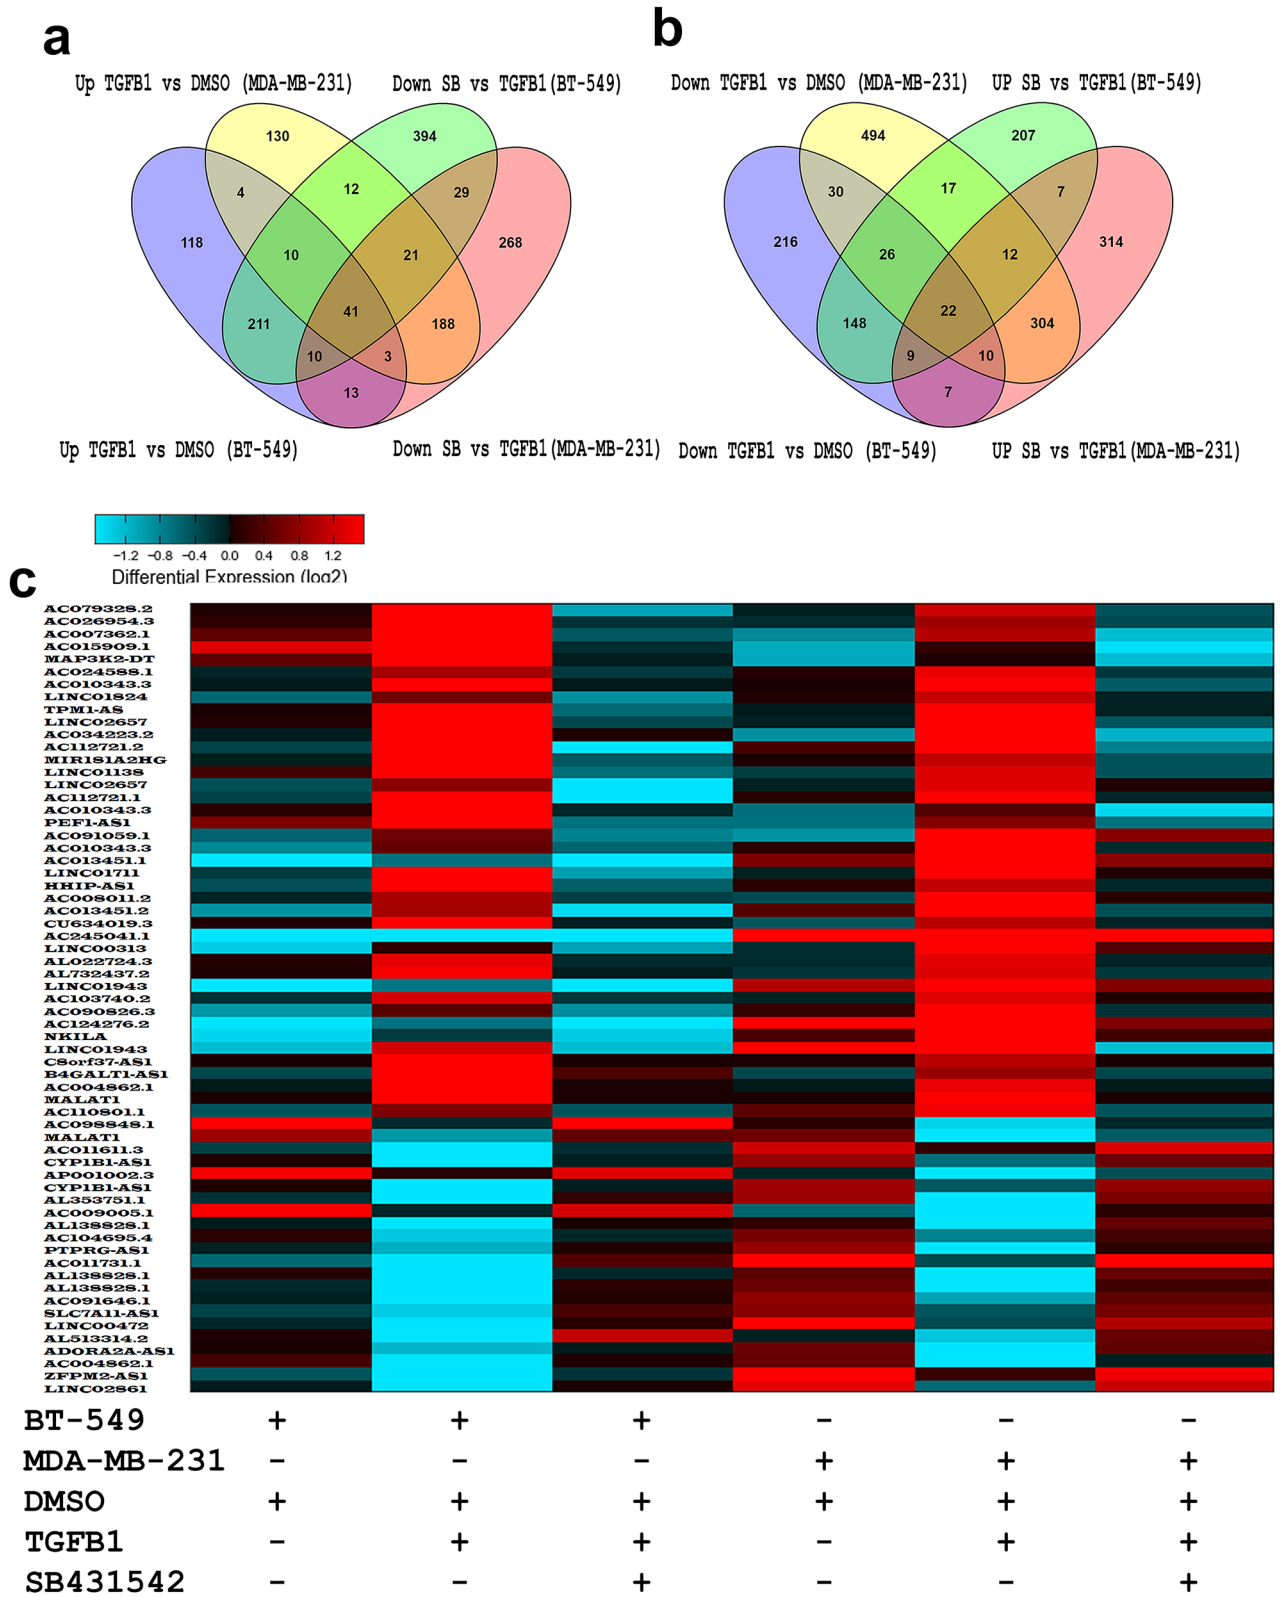 a
b
Up TGFB1 vs DMSO (MDA-MB-231) Down SB vs TGFB1(BT-549)
Down TGFB1 vs DMSO (MDA-MB-231) UP SB vs TGFB1(BT-549)
130 394
4 12 29
118 10 21 268
41
211 188
10 3
13
494 207
30 17 7
216 26 12 314
22
148 304
9 10
7
Up TGFB1 vs DMSO (BT-549) Down SB vs TGFB1(MDA-MB-231)
Down TGFB1 vs DMSO (BT-549) UP SB vs TGFB1(MDA-MB-231)
-1.2 -0.8 -0.4 0.0 0.4 0.8 1.2
Differential Expression (log2)
c
AC079328.2
AC026954.3
AC007362.1
AC015909.1
MAP3K2-DT
AC024588.1
AC010343.3
LINC01824
TPM1-AS
LINC02657
AC034223.2
AC112721.2
MIR181A2HG
LINC01138
LINC02657
AC112721.1
AC010343.3
PEF1-AS1
AC091059.1
AC010343.3
AC013451.1
LINC01711
HHIP-AS1
AC008011.2
AC013451.2
CU634019.3
AC245041.1
LINC00313
AL022724.3
AL732437.2
LINC01943
AC103740.2
AC090826.3
AC124276.2
NKILA
LINC01943
C8orf37-AS1
B4GALT1-AS1
AC004862.1
MALAT1
AC110801.1
AC098848.1
MALAT1
AC011611.3
CYP1B1-AS1
AP001002.3
CYP1B1-AS1
AL353751.1
AC009005.1
AL138828.1
AC104695.4
PTPRG-AS1
AC011731.1
AL138828.1
AL138828.1
AC091646.1
SLC7A11-AS1
LINC00472
AL513314.2
ADORA2A-AS1
AC004862.1
ZFPM2-AS1
LINC02861
BT-549 + + + - - -
MDA-MB-231 - - - + + +
DMSO + + + + + +
TGFB1 - + + - + +
SB431542 - - + - - +